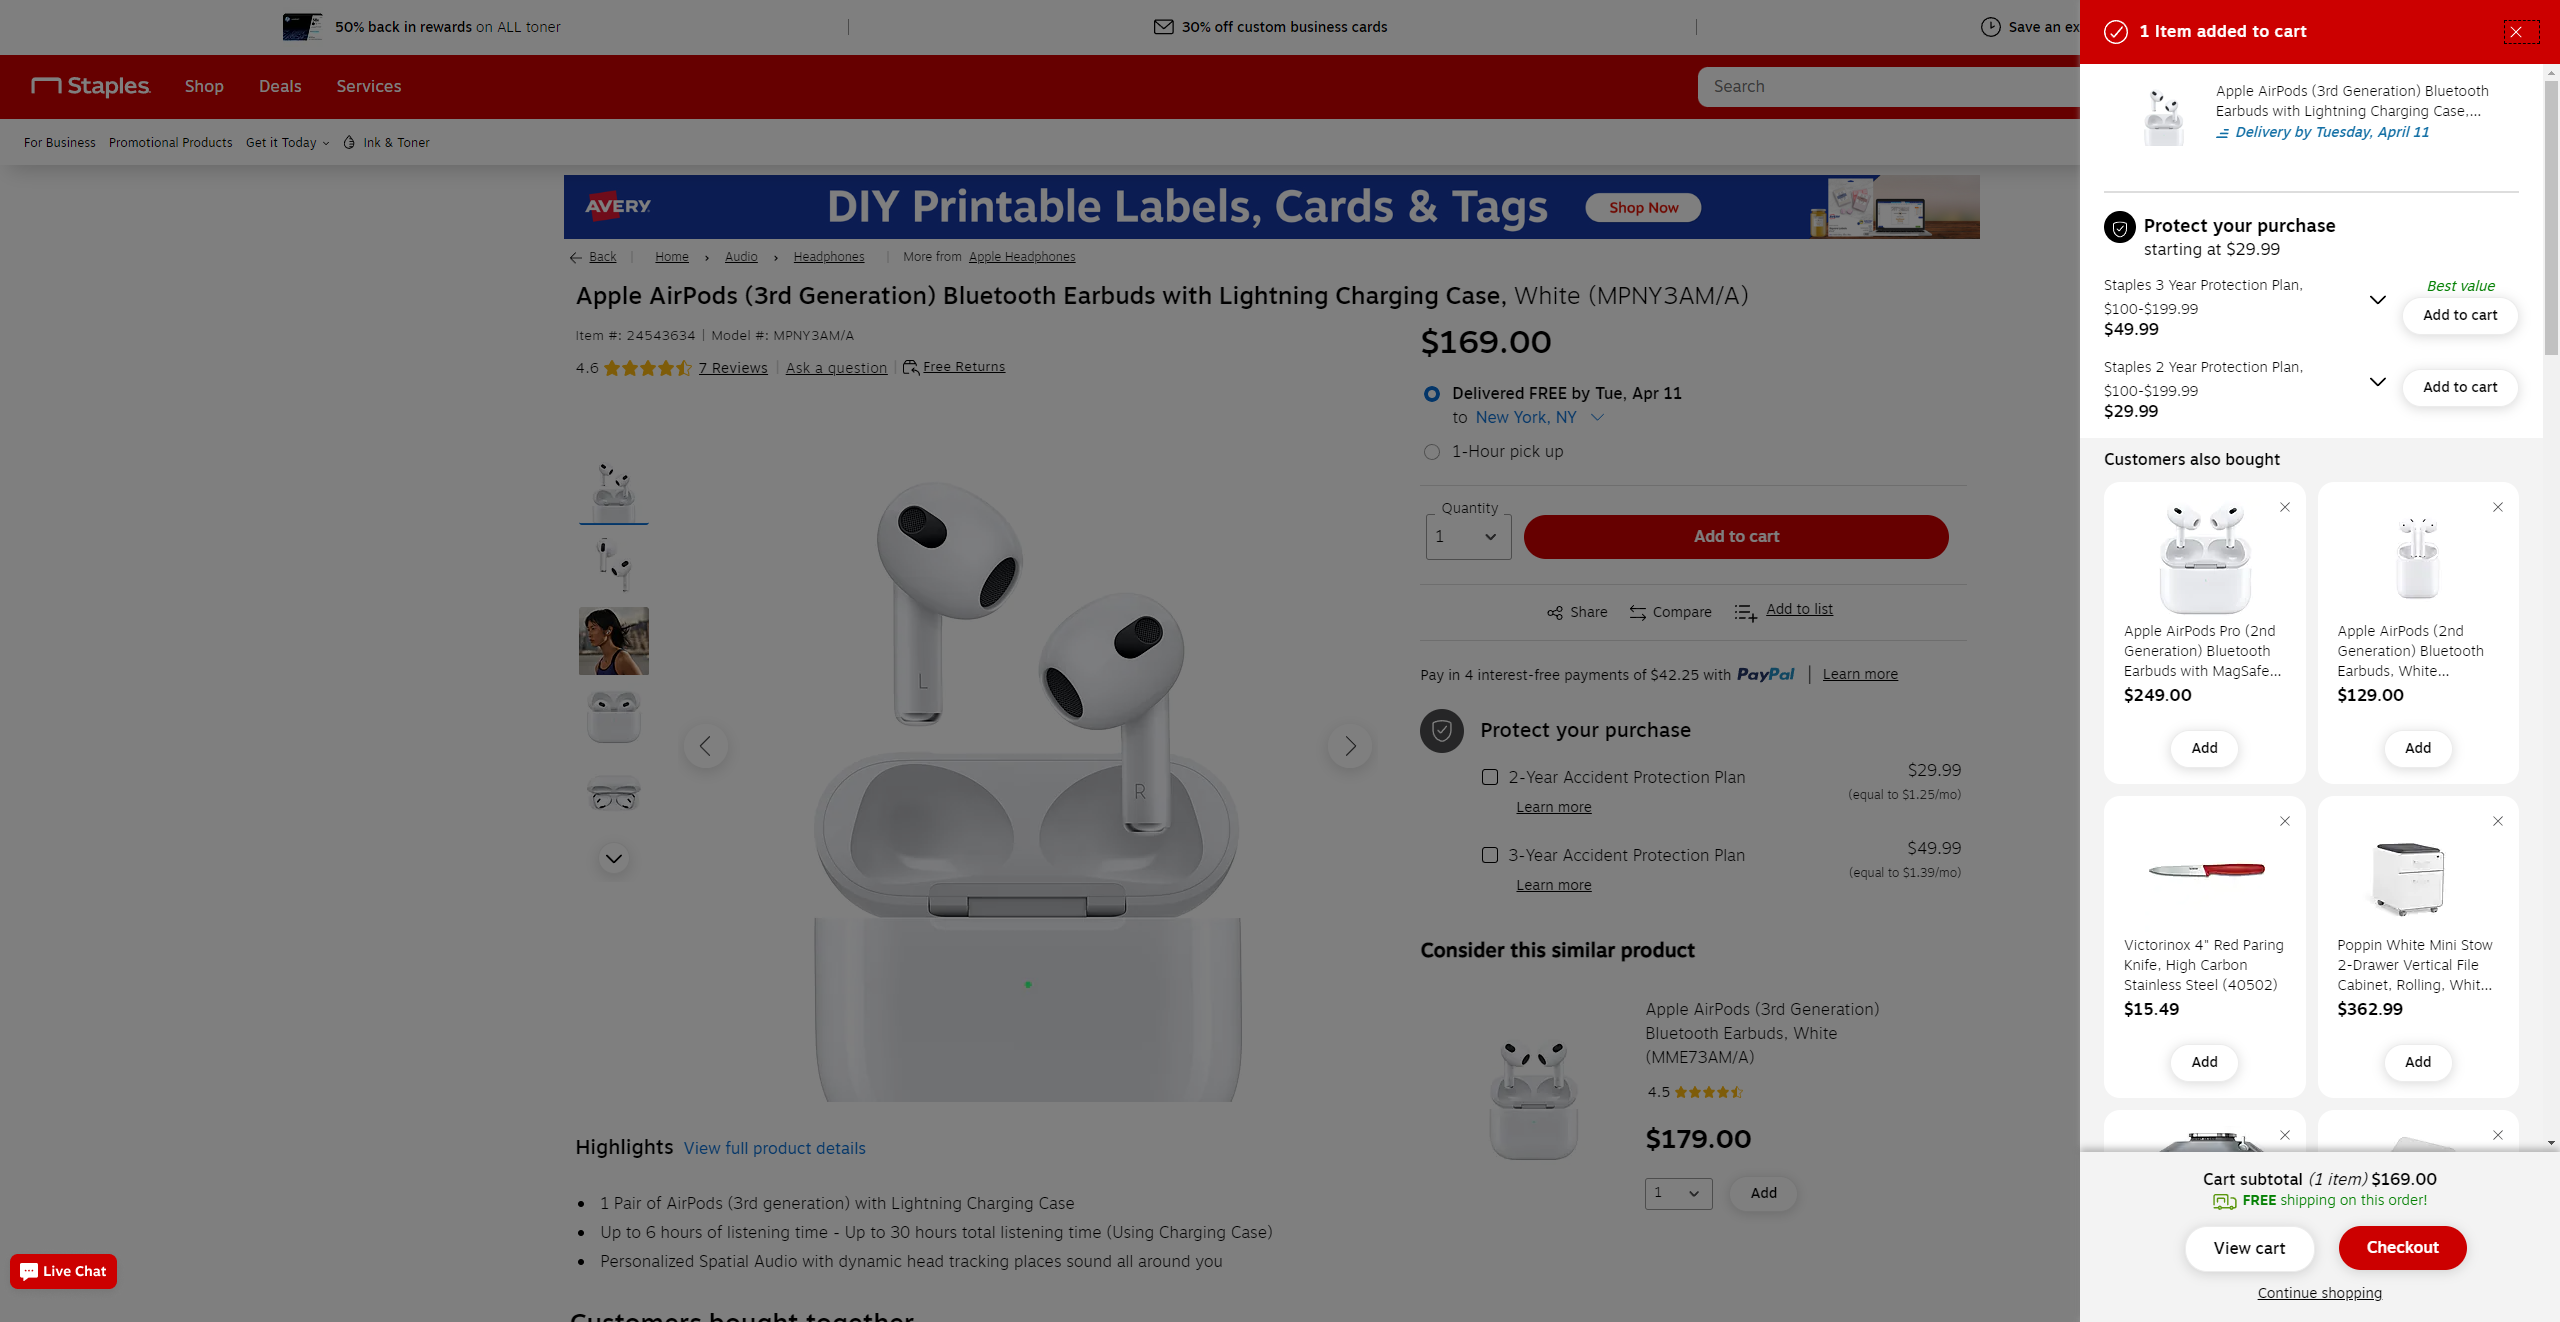 50% back in rewards on ALL toner
30% off custom business cards
Save an ex
Staples
Shop
Deals
Services
Search
For Business
Promotional Products
Get it Today
Ink & Toner
AVERY
DIY Printable Labels, Cards & Tags
Shop Now
Back
Home
Audio
Headphones
More from Apple Headphones
Apple AirPods (3rd Generation) Bluetooth Earbuds with Lightning Charging Case, White (MPNY3AM/A)
Item #: 24543634 | Model #: MPNY3AM/A
4.6
7 Reviews
Ask a question
Free Returns
L
R
$169.00
Delivered FREE by Tue, Apr 11
to New York, NY
1-Hour pick up
Quantity
1
Add to cart
Share
Compare
Add to list
Pay in 4 interest-free payments of $42.25 with PayPal | Learn more
Protect your purchase
2-Year Accident Protection Plan
$29.99
(equal to $1.25/mo)
Learn more
3-Year Accident Protection Plan
$49.99
(equal to $1.39/mo)
Learn more
Consider this similar product
Apple AirPods (3rd Generation)
Bluetooth Earbuds, White
(MME73AM/A)
4.5
$179.00
1
Add
Highlights
View full product details
1 Pair of AirPods (3rd generation) with Lightning Charging Case
Up to 6 hours of listening time - Up to 30 hours total listening time (Using Charging Case)
Personalized Spatial Audio with dynamic head tracking places sound all around you
Customers bought together
Live Chat
1 Item added to cart
Apple AirPods (3rd Generation) Bluetooth
Earbuds with Lightning Charging Case,...
Delivery by Tuesday, April 11
Protect your purchase
starting at $29.99
Staples 3 Year Protection Plan,
$100-$199.99
$49.99
Best value
Add to cart
Staples 2 Year Protection Plan,
$100-$199.99
$29.99
Add to cart
Customers also bought
Apple AirPods Pro (2nd
Generation) Bluetooth
Earbuds with MagSafe...
$249.00
Add
Apple AirPods (2nd
Generation) Bluetooth
Earbuds, White...
$129.00
Add
Victorinox 4" Red Paring
Knife, High Carbon
Stainless Steel (40502)
$15.49
Add
Poppin White Mini Stow
2-Drawer Vertical File
Cabinet, Rolling, Whit...
$362.99
Add
Cart subtotal (1 item) $169.00
FREE shipping on this order!
View cart
Checkout
Continue shopping